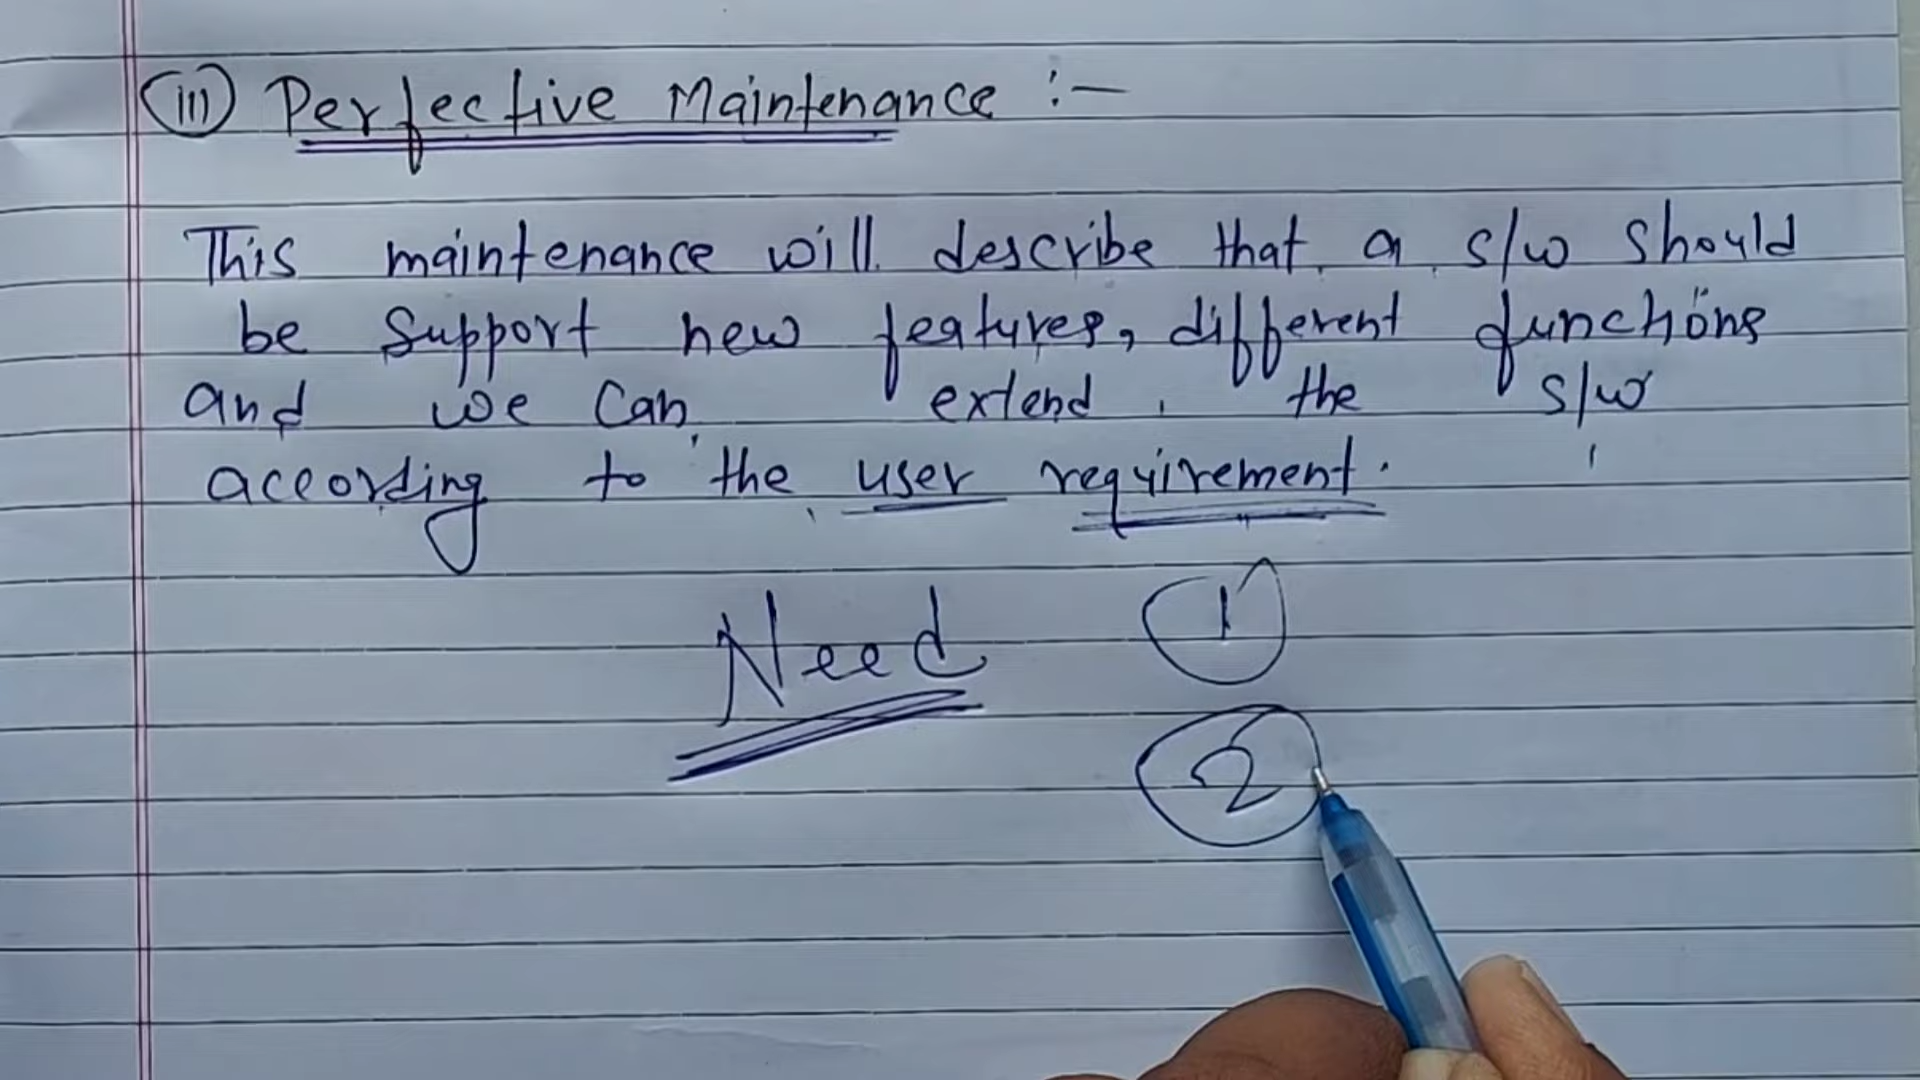 (iii) Perfective Maintenance :-
This maintenance will describe that a s/w should
be support new features, different functions
and we can extend the s/w
according to the user requirement.
Need
1
2